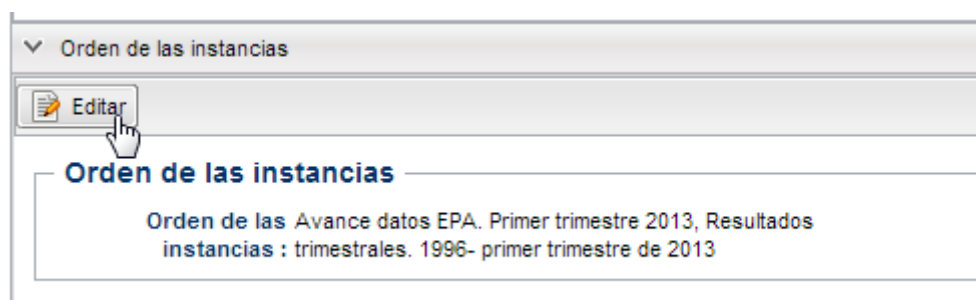 Orden de las instancias
Editar
Orden de las instancias
Orden de las Avance datos EPA. Primer trimestre 2013, Resultados
instancias : trimestrales. 1996- primer trimestre de 2013